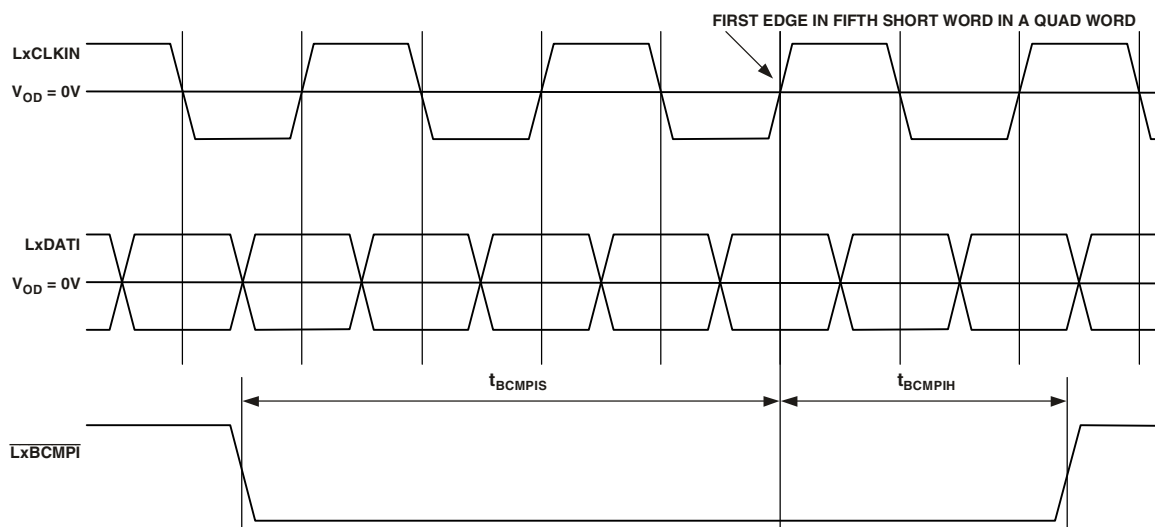 FIRST EDGE IN FIFTH SHORT WORD IN A QUAD WORD
LxCLKIN
VOD = 0V
LxDATI
VOD = 0V
tBCMPIS
tBCMPIH
LxBCMPI